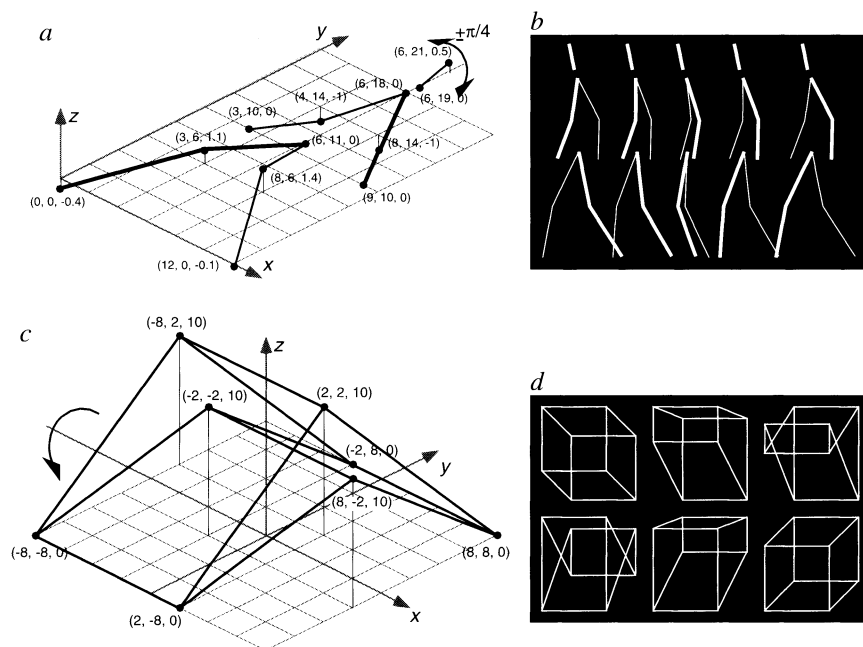 a
y
±π/4
(6, 21, 0.5)
(6, 18, 0)
(6, 19, 0)
(4, 14, -1)
(3, 10, 0)
z
(3, 6, 1.1)
(6, 11, 0)
(8, 14, -1)
(8, 6, 1.4)
(0, 0, -0.4)
(9, 10, 0)
(12, 0, -0.1)
x
b
c
(-8, 2, 10)
z
(-2, -2, 10)
(2, 2, 10)
(-2, 8, 0)
y
(8, -2, 10)
(-8, -8, 0)
(8, 8, 0)
x
(2, -8, 0)
d